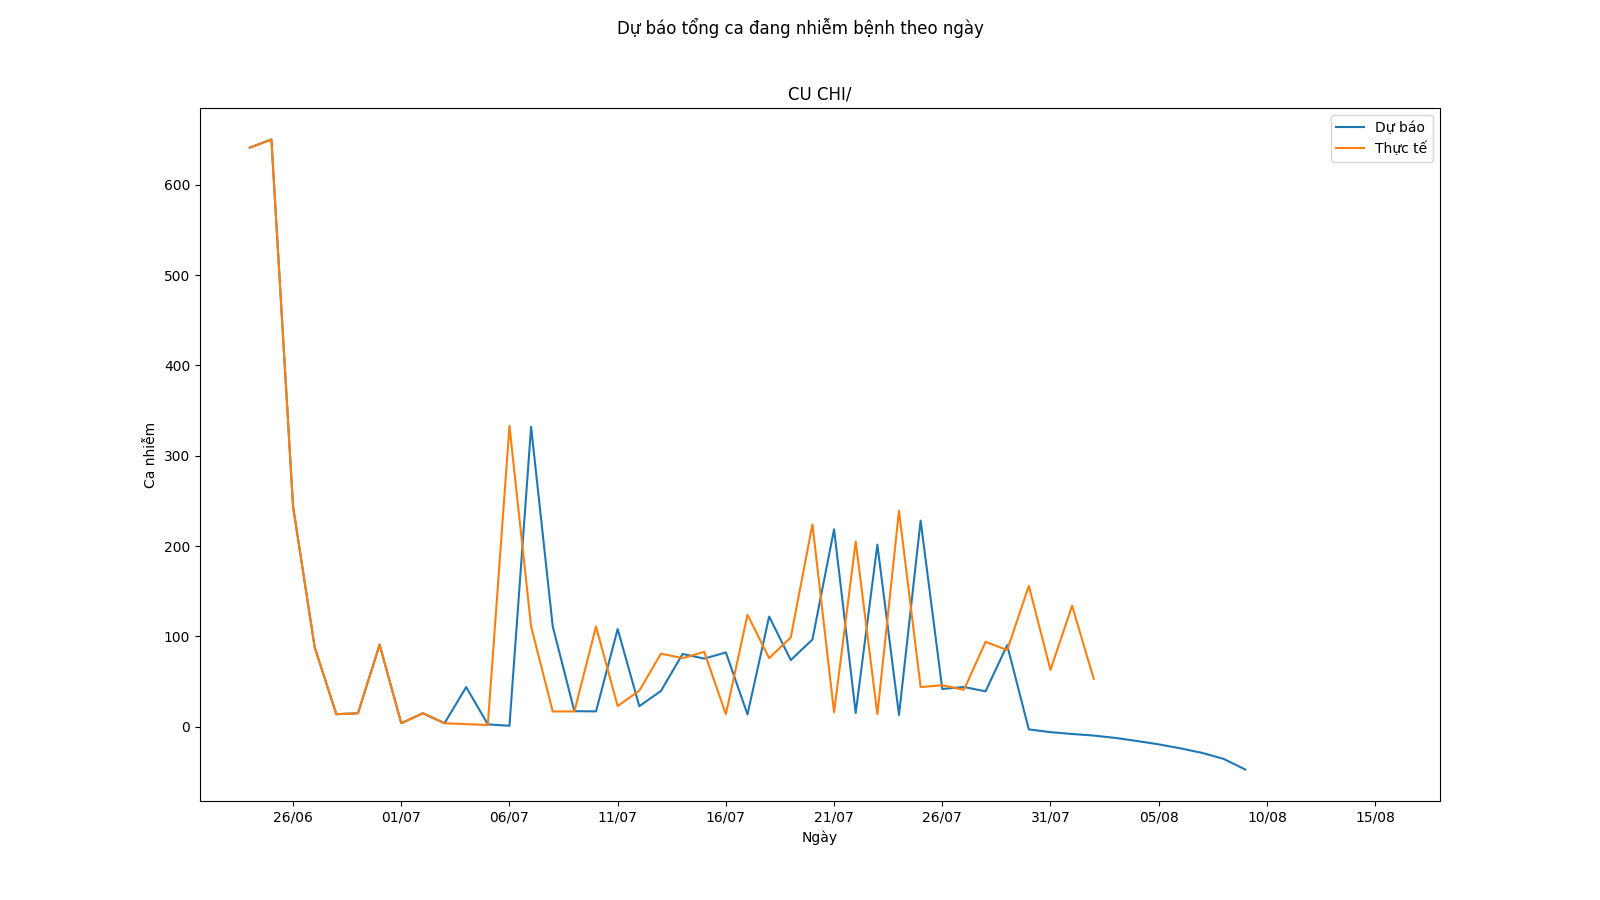 Dự báo tổng ca đang nhiễm bệnh theo ngày
CU CHI/
Dự báo
Thực tế
600
500
400
300
200
100
0
Ca nhiễm
26/06 01/07 06/07 11/07 16/07 21/07 26/07 31/07 05/08 10/08 15/08
Ngày